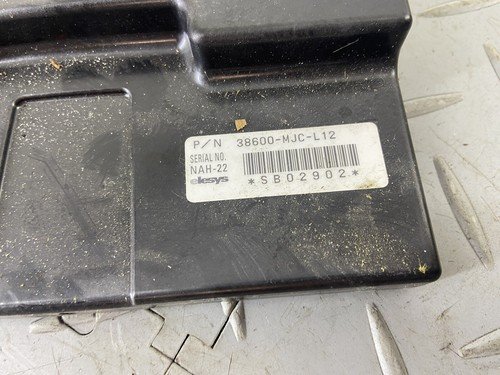 P/N 38600-MJC-L12
SERIAL NO.
NAH-22
elesys
*SB02902*